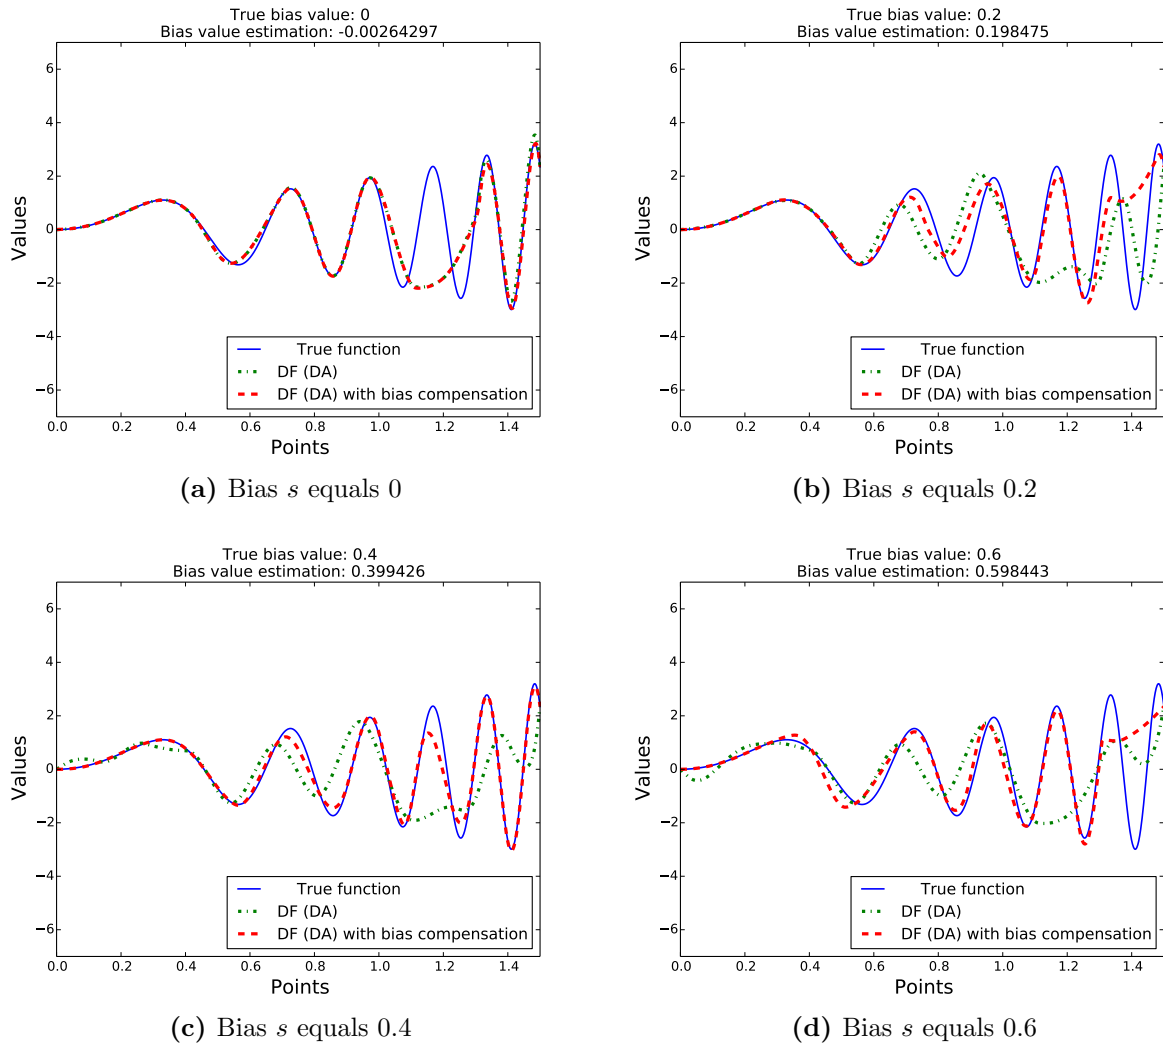 True bias value: 0
Bias value estimation: -0.00264297
Values
6
4
2
0
−2
−4
−6
True function
DF (DA)
DF (DA) with bias compensation
0.0 0.2 0.4 0.6 0.8 1.0 1.2 1.4
Points
(a) Bias s equals 0
True bias value: 0.2
Bias value estimation: 0.198475
Values
6
4
2
0
−2
−4
−6
True function
DF (DA)
DF (DA) with bias compensation
0.0 0.2 0.4 0.6 0.8 1.0 1.2 1.4
Points
(b) Bias s equals 0.2
True bias value: 0.4
Bias value estimation: 0.399426
Values
6
4
2
0
−2
−4
−6
True function
DF (DA)
DF (DA) with bias compensation
0.0 0.2 0.4 0.6 0.8 1.0 1.2 1.4
Points
(c) Bias s equals 0.4
True bias value: 0.6
Bias value estimation: 0.598443
Values
6
4
2
0
−2
−4
−6
True function
DF (DA)
DF (DA) with bias compensation
0.0 0.2 0.4 0.6 0.8 1.0 1.2 1.4
Points
(d) Bias s equals 0.6